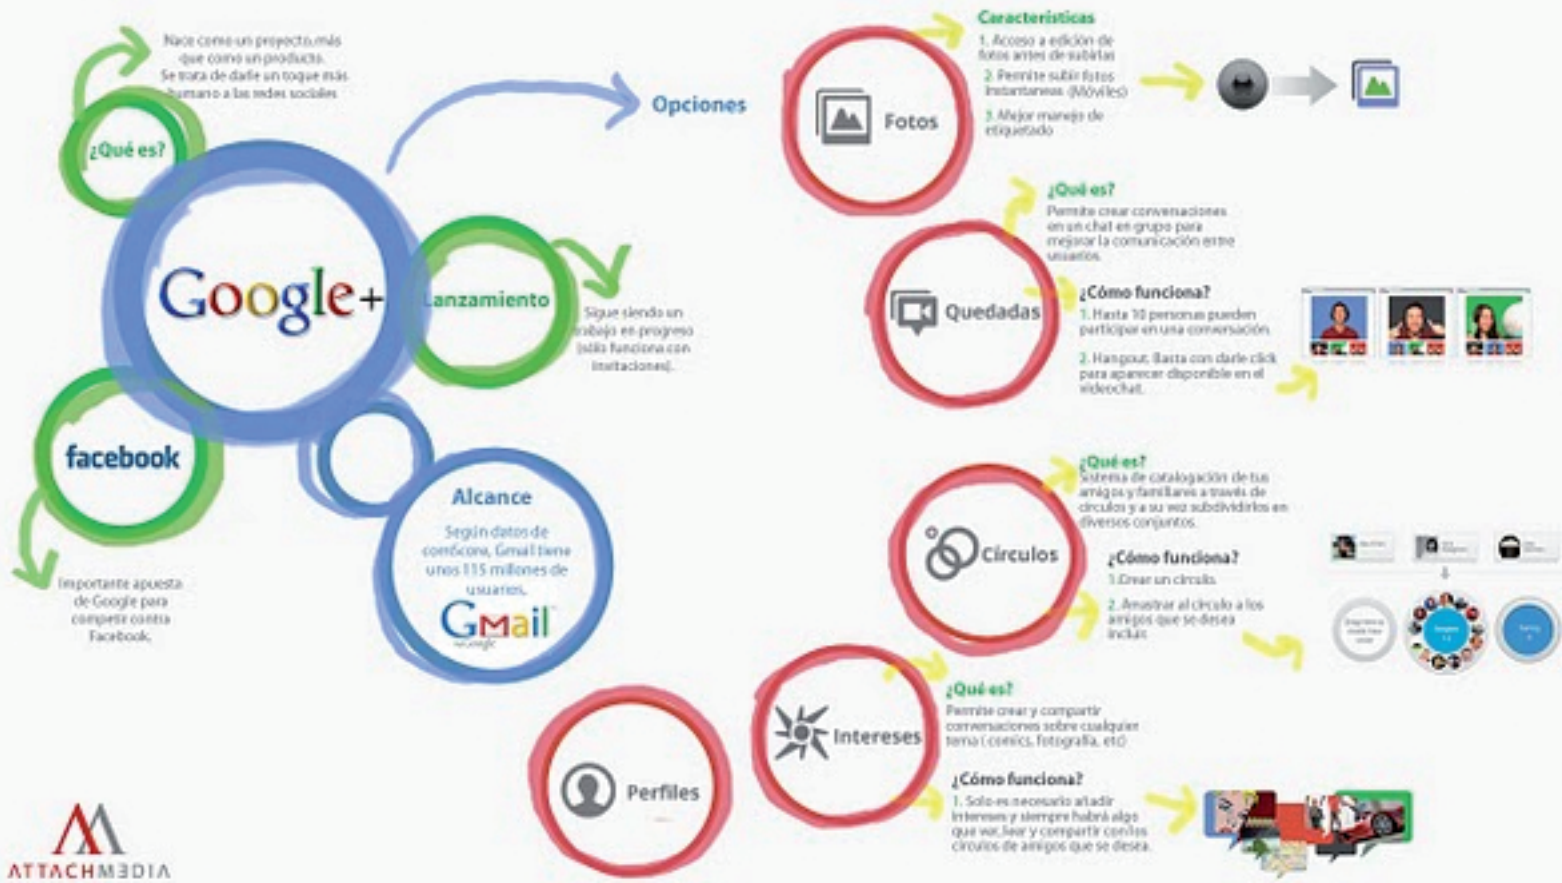 Nace como un proyecto, más
que como un producto.
Se trata de darle un toque más
humano a las redes sociales
¿Qué es?
Google+
Lanzamiento
Sigue siendo un
trabajo en progreso
(sólo funciona con
invitaciones).
facebook
Importante apuesta
de Google para
competir contra
Facebook.
Alcance
Según datos de
comScore, Gmail tiene
unos 115 millones de
usuarios.
Gmail
by Google
Opciones
Fotos
Características
1. Acceso a edición de
fotos antes de subirlas
2. Permite subir fotos
instantaneas (Móviles)
3. Mejor manejo de
etiquetado
Quedadas
¿Qué es?
Permite crear conversaciones
en un chat en grupo para
mejorar la comunicación entre
usuarios.
¿Cómo funciona?
1. Hasta 10 personas pueden
participar en una conversación.
2. Hangout. Basta con darle click
para aparecer disponible en el
videochat.
Círculos
¿Qué es?
Sistema de catalogación de tus
amigos y familiares a través de
círculos y a su vez subdividirlos en
diversos conjuntos.
¿Cómo funciona?
1. Crear un círculo.
2. Arrastrar al círculo a los
amigos que se desea
incluir.
Intereses
¿Qué es?
Permite crear y compartir
conversaciones sobre cualquier
tema (comics, fotografía, etc)
¿Cómo funciona?
1. Solo es necesario añadir
intereses y siempre habrá algo
que ver, leer y compartir con los
círculos de amigos que se desea.
Perfiles
ATTACHMEDIA